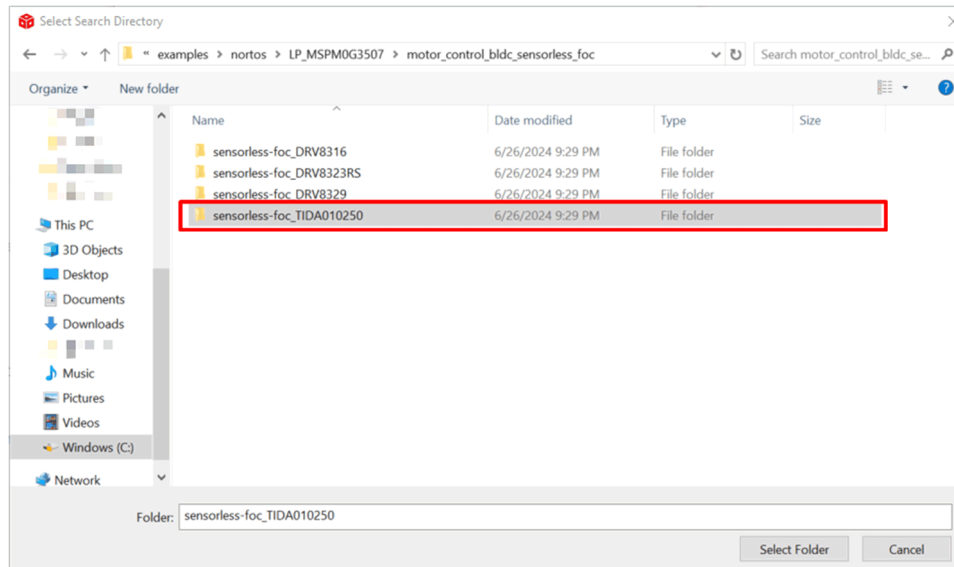 Select Search Directory
« examples > nortos > LP_MSPM0G3507 > motor_control_bldc_sensorless_foc
Search motor_control_bldc_se...
Organize
New folder
Name Date modified Type Size
sensorless-foc_DRV8316 6/26/2024 9:29 PM File folder
sensorless-foc_DRV8323RS 6/26/2024 9:29 PM File folder
sensorless-foc_DRV8329 6/26/2024 9:29 PM File folder
sensorless-foc_TIDA010250 6/26/2024 9:29 PM File folder
This PC
3D Objects
Desktop
Documents
Downloads
Music
Pictures
Videos
Windows (C:)
Network
Folder: sensorless-foc_TIDA010250
Select Folder
Cancel